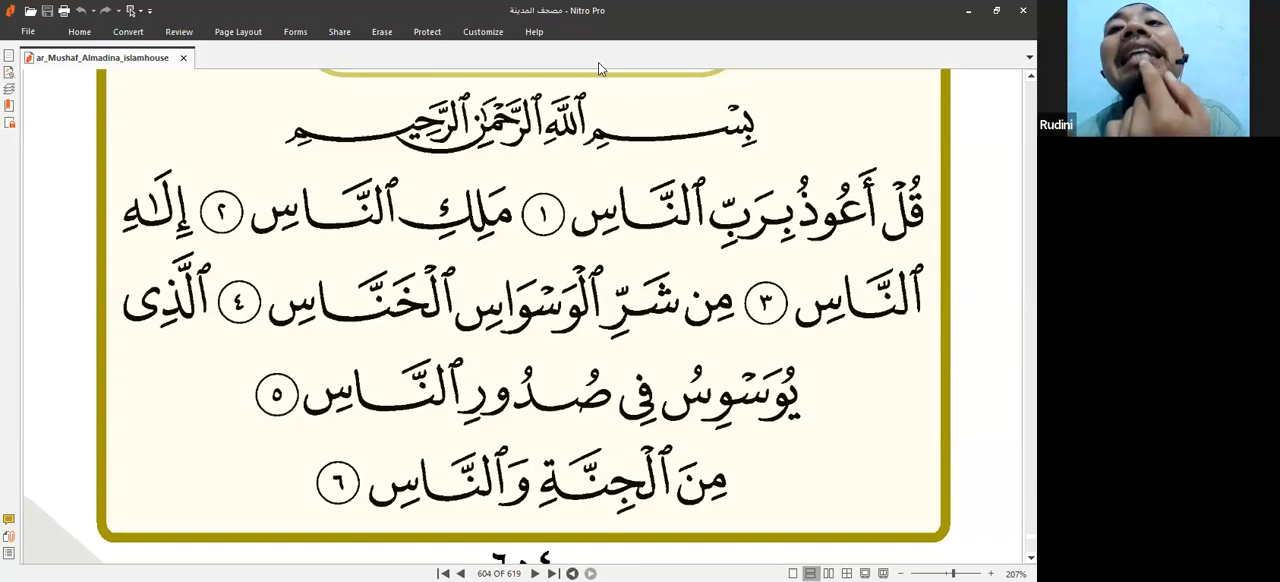 مصحف المدينة - Nitro Pro
File Home Convert Review Page Layout Forms Share Erase Protect Customize Help
ar_Mushaf_Almadina_islamhouse
Rudini
بِسْمِ ٱللَّهِ ٱلرَّحْمَٰنِ ٱلرَّحِيمِ
قُلْ أَعُوذُ بِرَبِّ ٱلنَّاسِ ١ مَلِكِ ٱلنَّاسِ ٢ إِلَٰهِ
ٱلنَّاسِ ٣ مِن شَرِّ ٱلْوَسْوَاسِ ٱلْخَنَّاسِ ٤ ٱلَّذِى
يُوَسْوِسُ فِى صُدُورِ ٱلنَّاسِ ٥
مِنَ ٱلْجِنَّةِ وَٱلنَّاسِ ٦
604 OF 619
207%